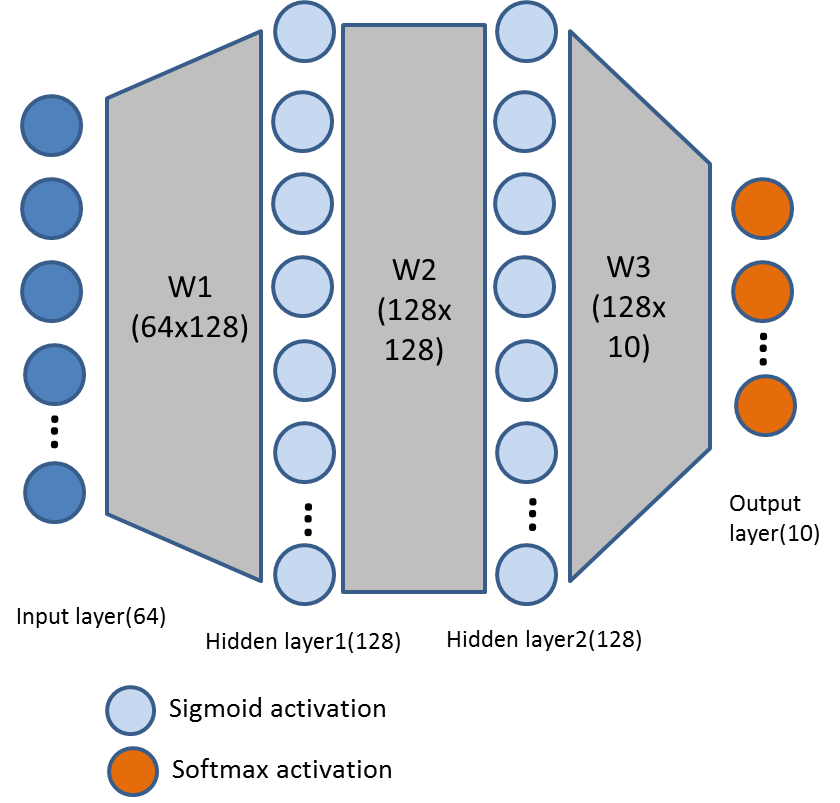 W1
(64x128)
W2
(128x
128)
W3
(128x
10)
Output
layer(10)
Input layer(64)
Hidden layer1(128)
Hidden layer2(128)
Sigmoid activation
Softmax activation